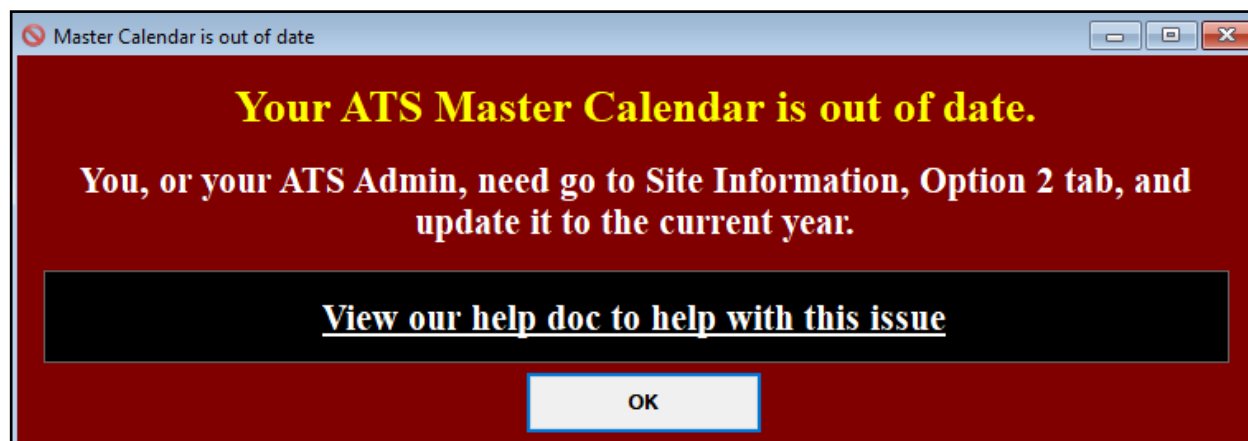 Master Calendar is out of date
Your ATS Master Calendar is out of date.
You, or your ATS Admin, need go to Site Information, Option 2 tab, and
update it to the current year.
View our help doc to help with this issue
OK